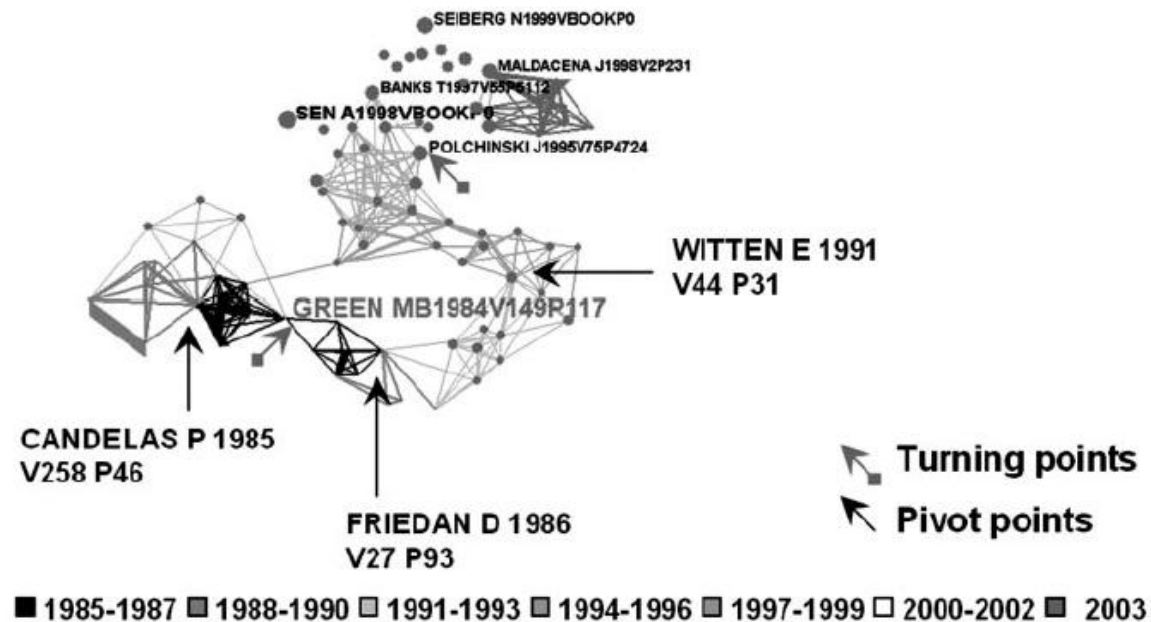 SEIBERG N1999VBOOKP0
MALDACENA J1998V2P231
BANKS T1997V55P5112
SEN A1998VBOOKP0
POLCHINSKI J1995V75P4724
WITTEN E 1991
V44 P31
GREEN MB1984V149P117
CANDELAS P 1985
V258 P46
FRIEDAN D 1986
V27 P93
Turning points
Pivot points
1985-1987 1988-1990 1991-1993 1994-1996 1997-1999 2000-2002 2003